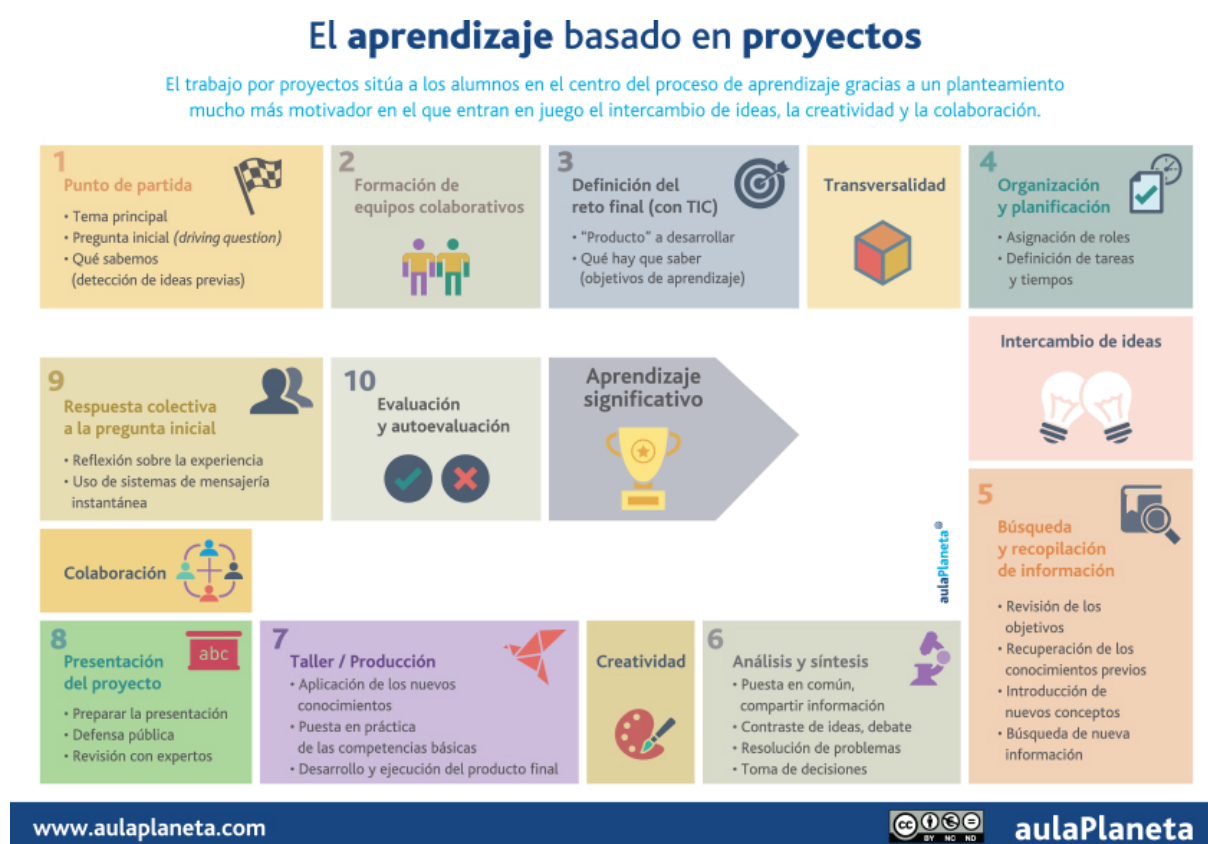 El aprendizaje basado en proyectos
El trabajo por proyectos sitúa a los alumnos en el centro del proceso de aprendizaje gracias a un planteamiento
mucho más motivador en el que entran en juego el intercambio de ideas, la creatividad y la colaboración.
1
Punto de partida
• Tema principal
• Pregunta inicial (driving question)
• Qué sabemos
(detección de ideas previas)
2
Formación de
equipos colaborativos
3
Definición del
reto final (con TIC)
• “Producto” a desarrollar
• Qué hay que saber
(objetivos de aprendizaje)
Transversalidad
4
Organización
y planificación
• Asignación de roles
• Definición de tareas
y tiempos
Intercambio de ideas
5
Búsqueda
y recopilación
de información
• Revisión de los
objetivos
• Recuperación de los
conocimientos previos
• Introducción de
nuevos conceptos
• Búsqueda de nueva
información
6
Análisis y síntesis
• Puesta en común,
compartir información
• Contraste de ideas, debate
• Resolución de problemas
• Toma de decisiones
Creatividad
7
Taller / Producción
• Aplicación de los nuevos
conocimientos
• Puesta en práctica
de las competencias básicas
• Desarrollo y ejecución del producto final
8
Presentación
del proyecto
abc
• Preparar la presentación
• Defensa pública
• Revisión con expertos
Colaboración
9
Respuesta colectiva
a la pregunta inicial
• Reflexión sobre la experiencia
• Uso de sistemas de mensajería
instantánea
10
Evaluación
y autoevaluación
Aprendizaje
significativo
aulaPlaneta
www.aulaplaneta.com
cc
BY NC ND
aulaPlaneta